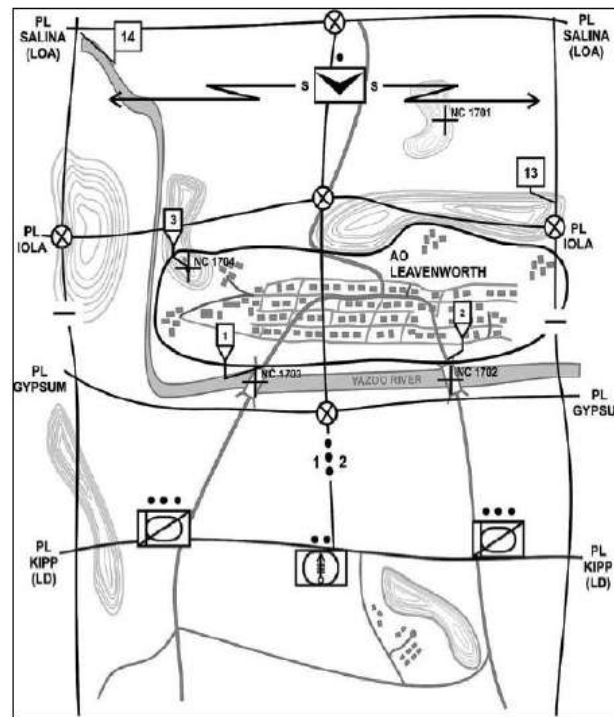 PL
SALINA
(LOA)
14
PL
SALINA
(LOA)
S S
NC 1701
13
3
PL
IOLA
PL
IOLA
NC 1704
AO
LEAVENWORTH
1
2
PL
GYPSUM
NC 1703
YAZOO RIVER
NC 1702
PL
GYPSUM
1 2
PL
KIPP
(LD)
PL
KIPP
(LD)